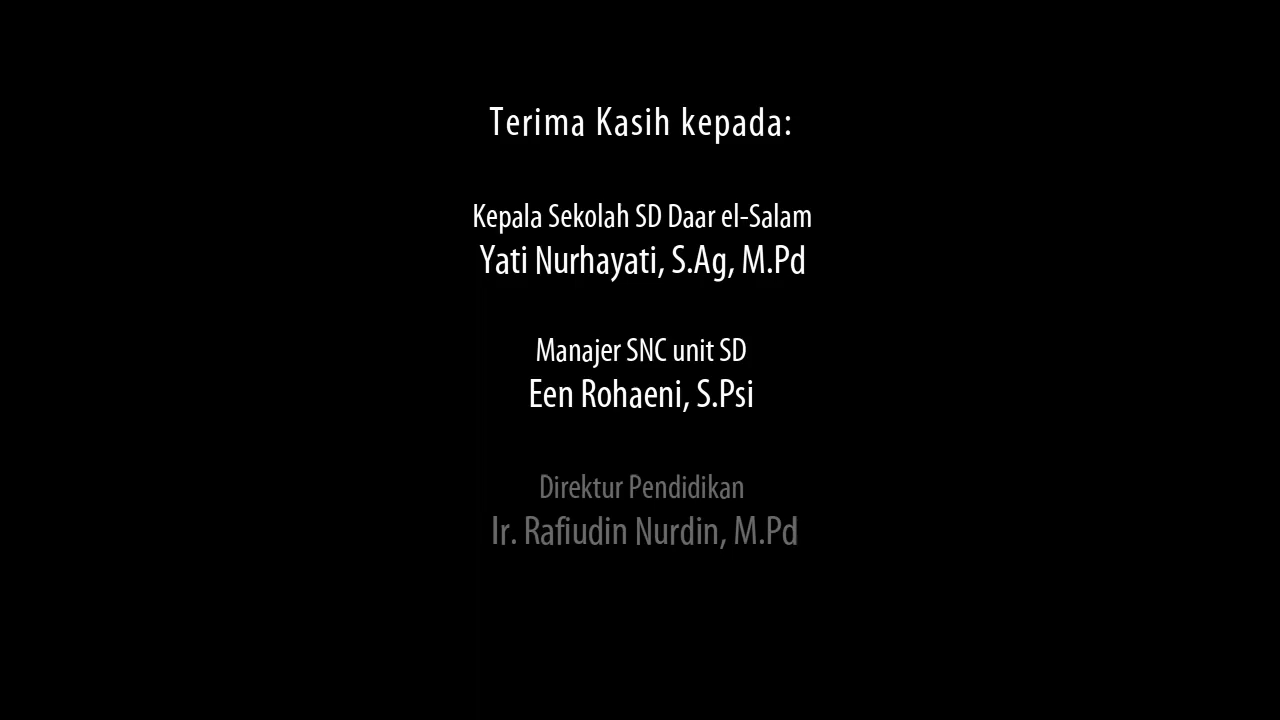 Terima Kasih kepada:
Kepala Sekolah SD Daar el-Salam
Yati Nurhayati, S.Ag, M.Pd
Manajer SNC unit SD
Een Rohaeni, S.Psi
Direktur Pendidikan
Ir. Rafiudin Nurdin, M.Pd